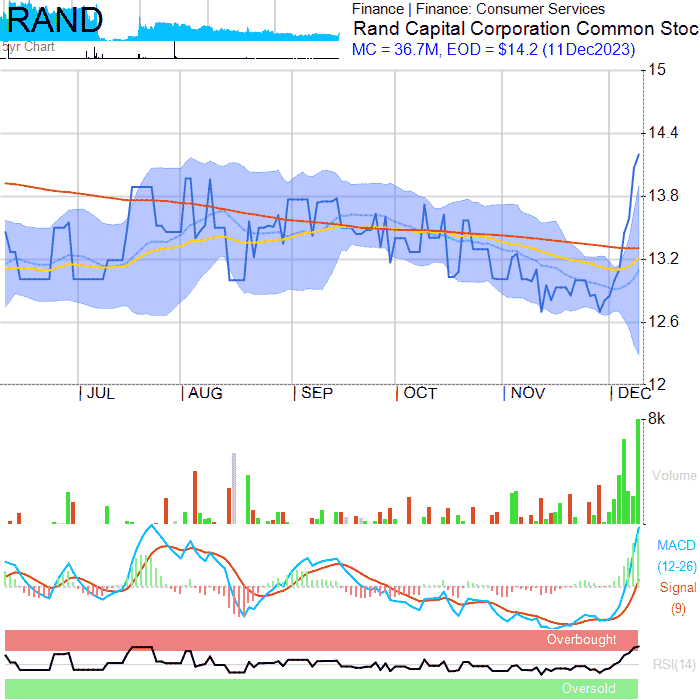 RAND
Finance | Finance: Consumer Services
Rand Capital Corporation Common Stoc
MC = 36.7M, EOD = $14.2 (11Dec2023)
5yr Chart
15
14.4
13.8
13.2
12.6
12
JUL
AUG
SEP
OCT
NOV
DEC
8k
Volume
MACD
(12-26)
Signal
(9)
Overbought
RSI(14)
Oversold